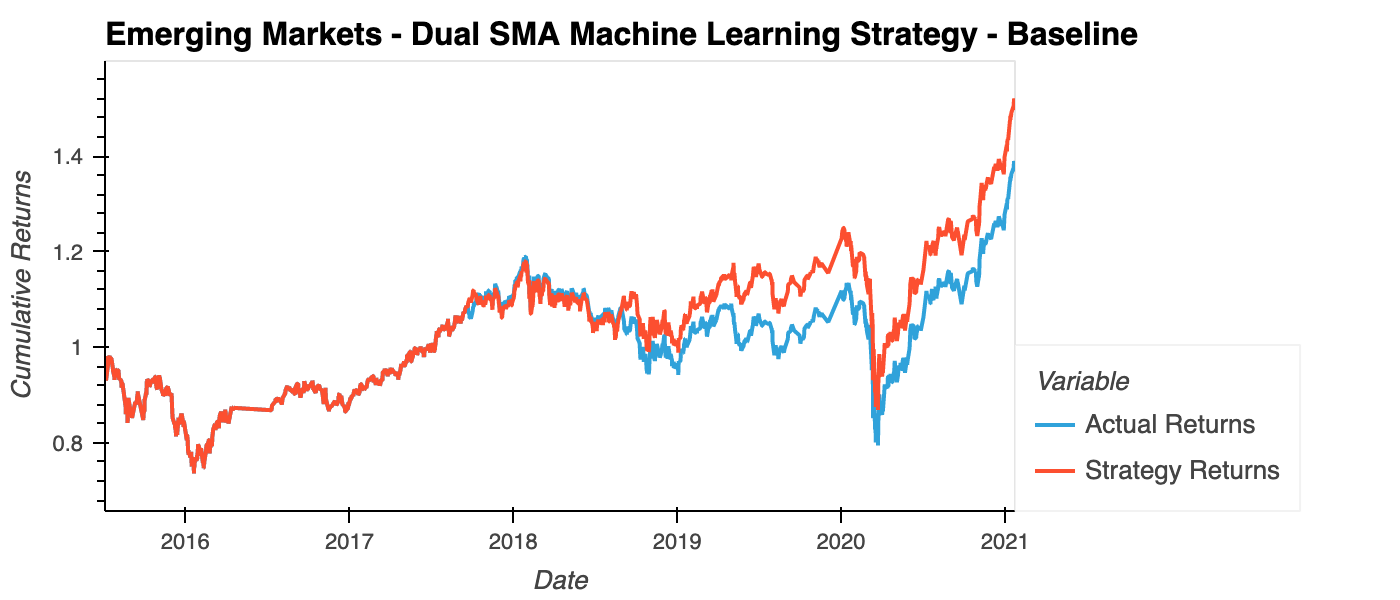 Emerging Markets - Dual SMA Machine Learning Strategy - Baseline
Cumulative Returns
1.4
1.2
1
0.8
2016 2017 2018 2019 2020 2021
Date
Variable
Actual Returns
Strategy Returns